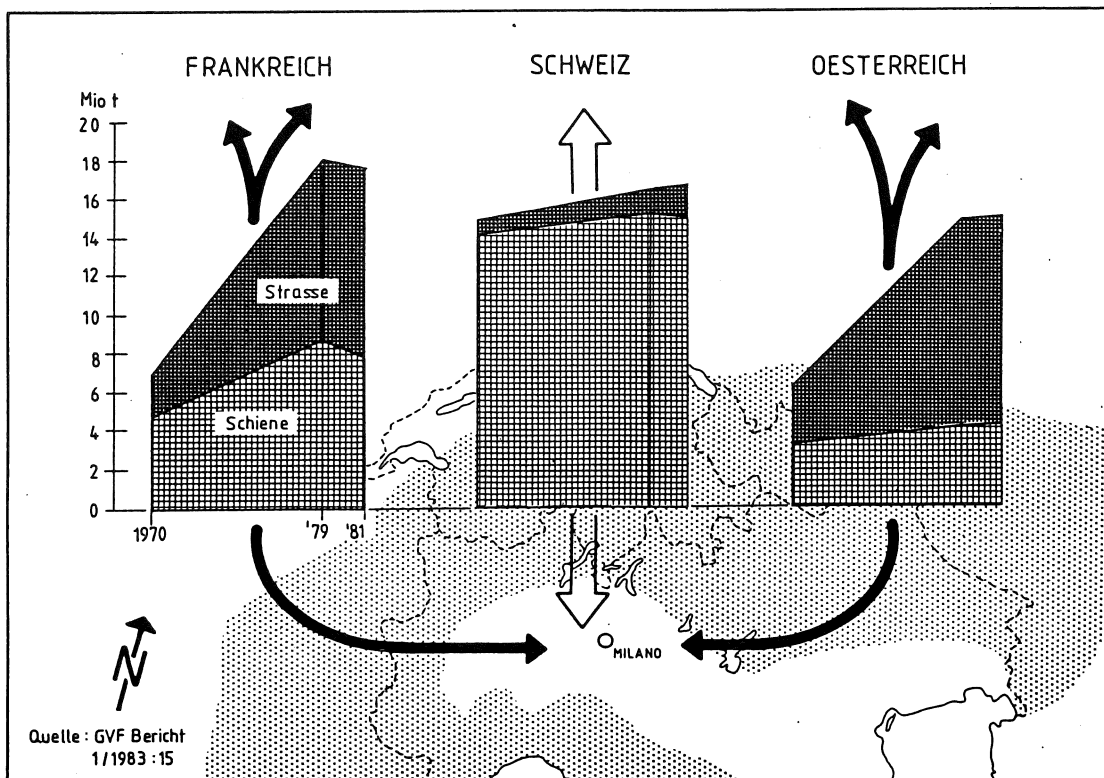 FRANKREICH
SCHWEIZ
OESTERREICH
Mio t
20
18
16
14
12
10
8
6
4
2
0
Strasse
Schiene
1970
'79
'81
MILANO
N
Quelle: GVF Bericht
1/1983:15